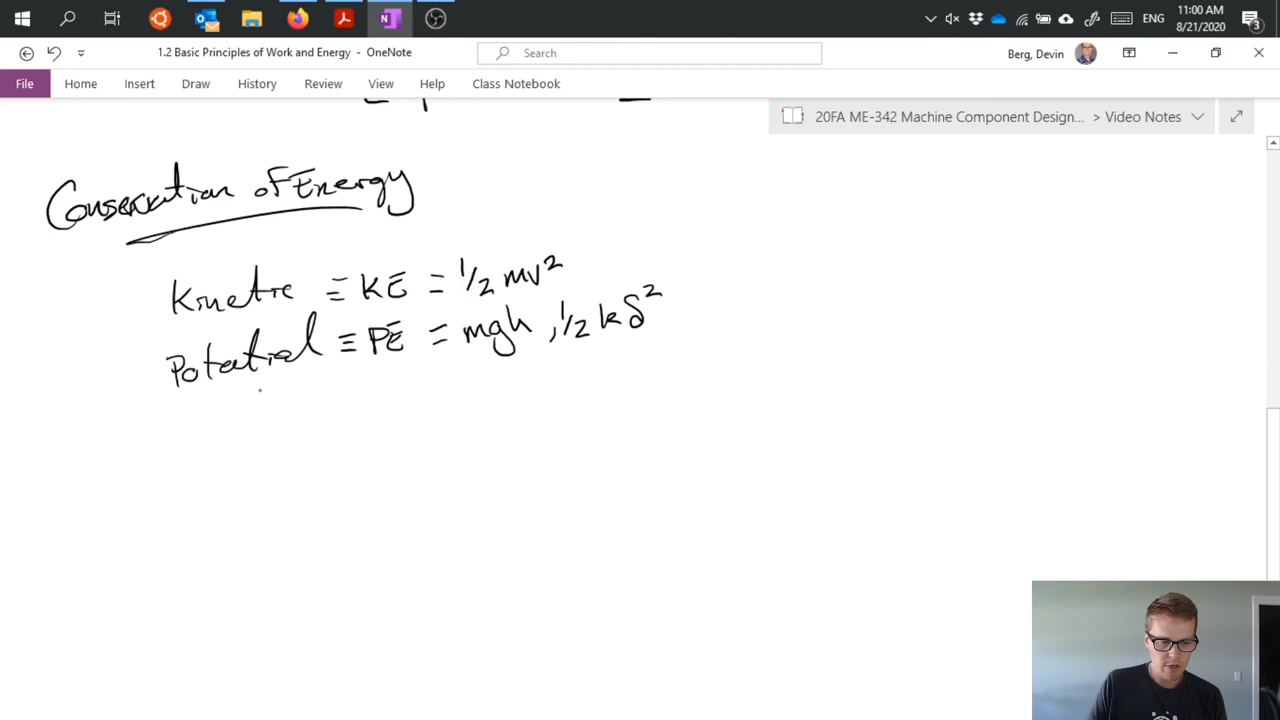 11:00 AM
ENG
8/21/2020
3
1.2 Basic Principles of Work and Energy - OneNote
Search
Berg, Devin
File Home Insert Draw History Review View Help Class Notebook
20FA ME-342 Machine Component Design... > Video Notes
Conservation of Energy
Kinetic ≡ KE = 1/2 mv²
Potential ≡ PE = mgh, 1/2 kδ²